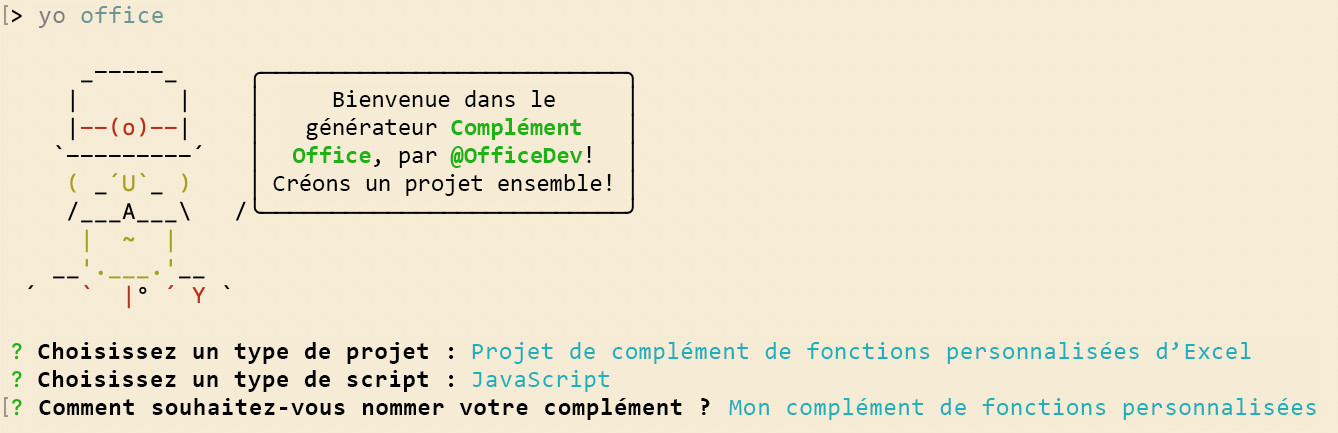 [> yo office
Bienvenue dans le
générateur Complément
Office, par @OfficeDev!
Créons un projet ensemble!
? Choisissez un type de projet : Projet de complément de fonctions personnalisées d’Excel
? Choisissez un type de script : JavaScript
[? Comment souhaitez-vous nommer votre complément ? Mon complément de fonctions personnalisées